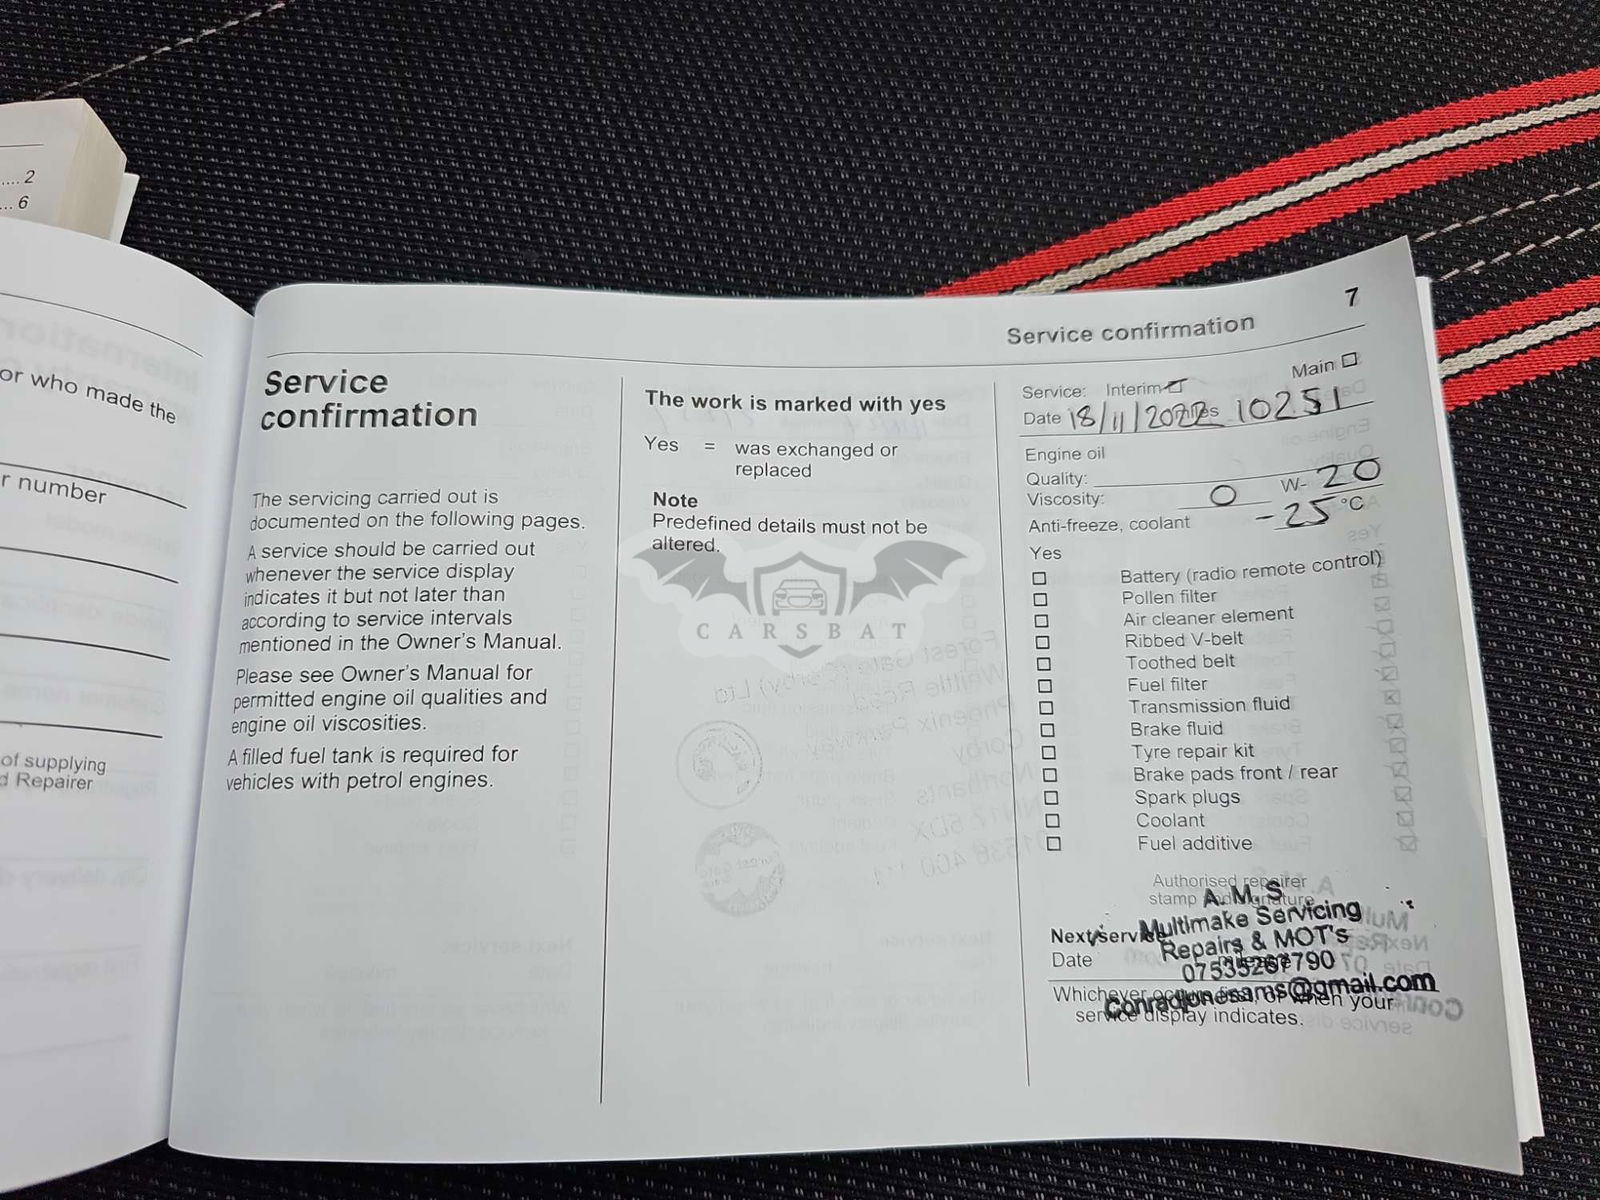 .... 2
... 6
or who made the
r number
of supplying
d Repairer
7
Service confirmation
Service
confirmation
The servicing carried out is
documented on the following pages.
A service should be carried out
whenever the service display
indicates it but not later than
according to service intervals
mentioned in the Owner's Manual.
Please see Owner's Manual for
permitted engine oil qualities and
engine oil viscosities.
A filled fuel tank is required for
vehicles with petrol engines.
The work is marked with yes
Yes = was exchanged or
replaced
Note
Predefined details must not be
altered.
CARSBAT
Service: Interim Main
Date 18/11/2022 miles 10251
Engine oil
Quality:
Viscosity: 0 W- 20
Anti-freeze, coolant -25 °C
Yes
Battery (radio remote control)
Pollen filter
Air cleaner element
Ribbed V-belt
Toothed belt
Fuel filter
Transmission fluid
Brake fluid
Tyre repair kit
Brake pads front / rear
Spark plugs
Coolant
Fuel additive
Authorised repairer
stamp and signature
A.M.S
Multimake Servicing
Repairs & MOT's
07535267790
Conradjonesams@gmail.com
Next service
Date mileage
Whichever occurs first, or when your
service display indicates.